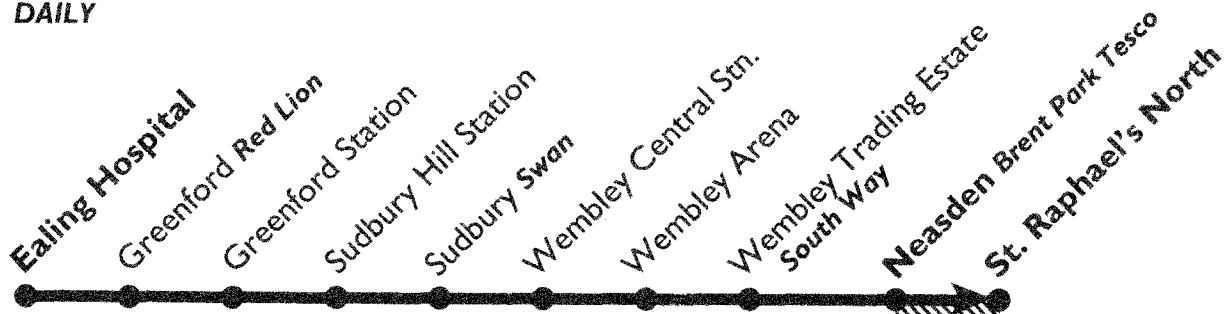 DAILY
Ealing Hospital
Greenford Red Lion
Greenford Station
Sudbury Hill Station
Sudbury Swan
Wembley Central Stn.
Wembley Arena
Wembley Trading Estate
South Way
Neasden Brent Park Tesco
St. Raphael's North